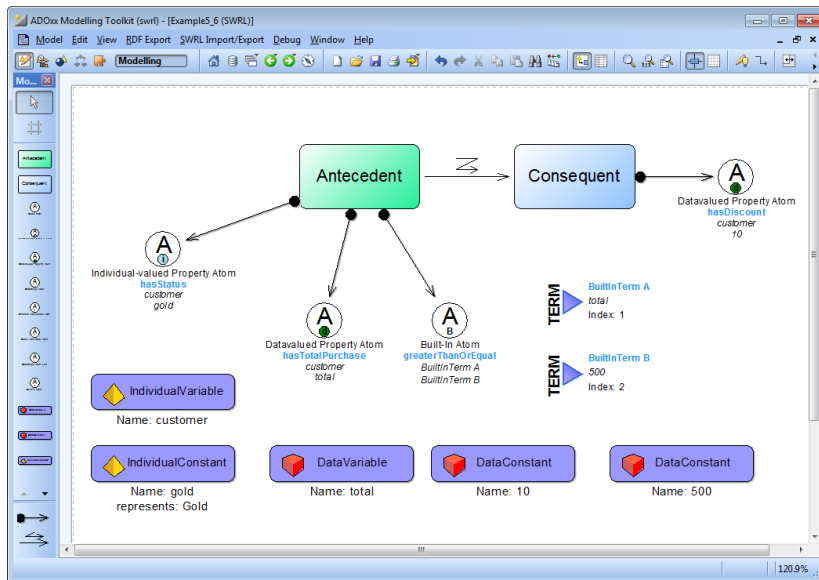 ADOxx Modelling Toolkit (swrl) - [Example5_6 (SWRL)]
Model Edit View RDF Export SWRL Import/Export Debug Window Help
Modelling
Mo...
Antecedent
Consequent
Antecedent
Consequent
A
d
Datavalued Property Atom
hasDiscount
customer
10
A
i
Individual-valued Property Atom
hasStatus
customer
gold
A
d
Datavalued Property Atom
hasTotalPurchase
customer
total
A
B
Built-In Atom
greaterThanOrEqual
BuiltInTerm A
BuiltInTerm B
TERM
BuiltInTerm A
total
Index: 1
TERM
BuiltInTerm B
500
Index: 2
IndividualVariable
Name: customer
IndividualConstant
Name: gold
represents: Gold
DataVariable
Name: total
DataConstant
Name: 10
DataConstant
Name: 500
120.9%